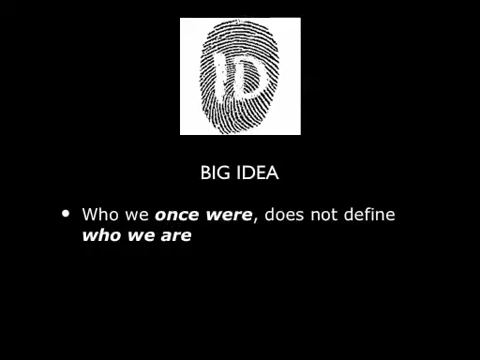 ID
BIG IDEA
• Who we once were, does not define
who we are